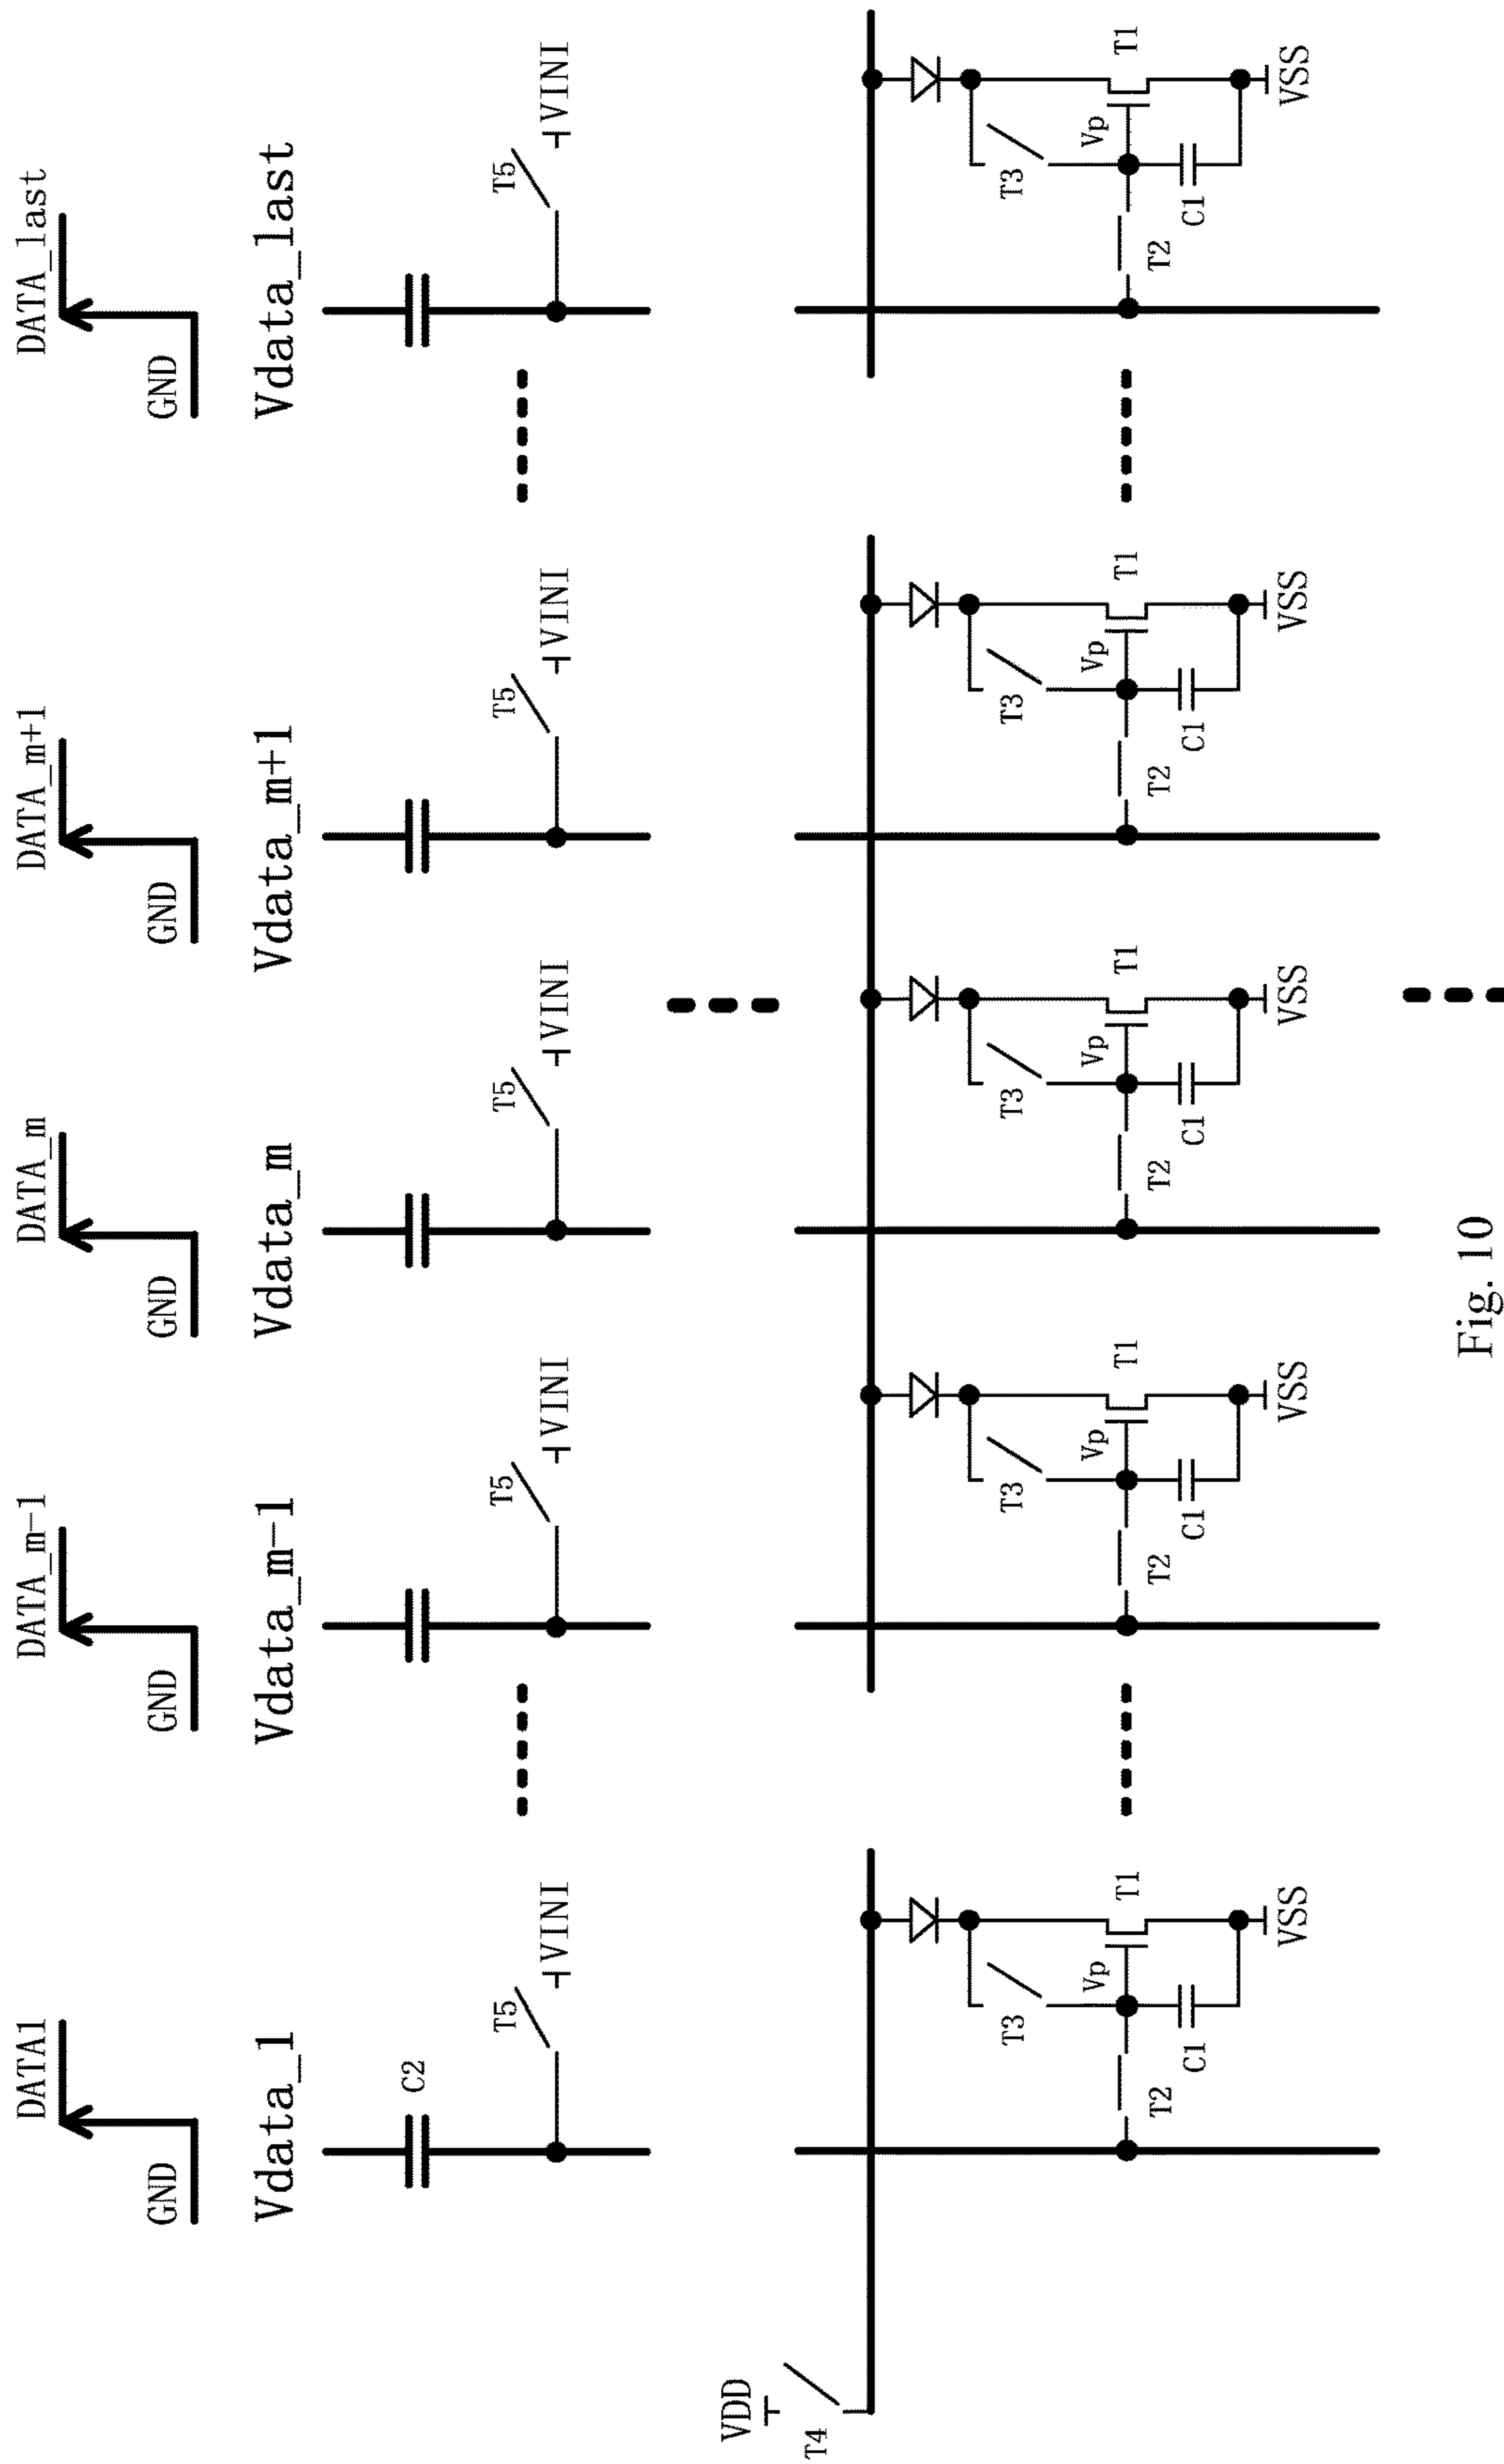 DATA1
DATA_m-1
DATA_m
DATA_m+1
DATA_last
GND
GND
GND
GND
GND
Vdata_1
Vdata_m-1
Vdata_m
Vdata_m+1
Vdata_last
C2
T5
T5
T5
T5
T5
VINI
VINI
VINI
VINI
VINI
VDD
T4
T3
T3
T3
T3
T3
Vp
Vp
Vp
Vp
Vp
T1
T1
T1
T1
T1
T2
T2
T2
T2
T2
C1
C1
C1
C1
C1
VSS
VSS
VSS
VSS
VSS
Fig. 10